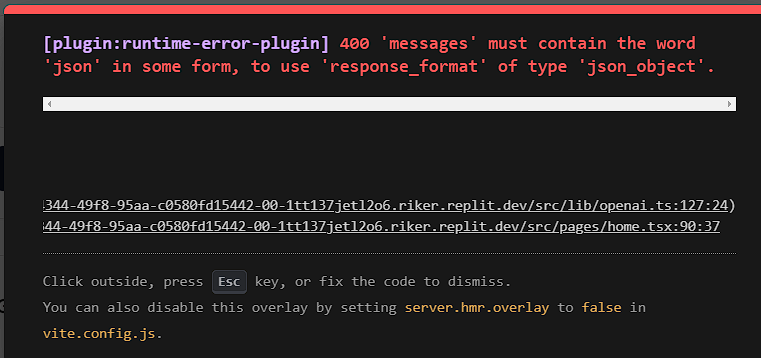 [plugin:runtime-error-plugin] 400 'messages' must contain the word
'json' in some form, to use 'response_format' of type 'json_object'.
344-49f8-95aa-c0580fd15442-00-1tt137jetl2o6.riker.replit.dev/src/lib/openai.ts:127:24)
344-49f8-95aa-c0580fd15442-00-1tt137jetl2o6.riker.replit.dev/src/pages/home.tsx:90:37
Click outside, press Esc key, or fix the code to dismiss.
You can also disable this overlay by setting server.hmr.overlay to false in
vite.config.js.